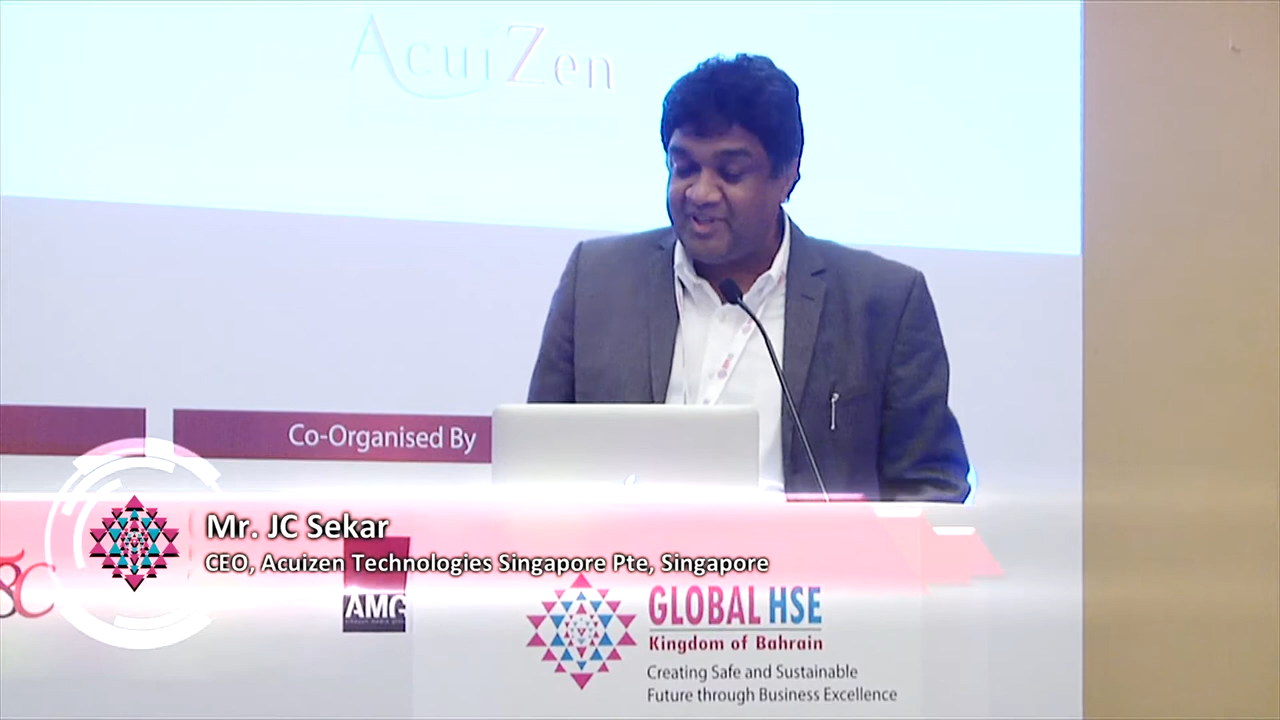 AcuiZen
Co-Organised By
Mr. JC Sekar
CEO, Acuizen Technologies Singapore Pte, Singapore
AMG
GLOBAL HSE
Kingdom of Bahrain
Creating Safe and Sustainable
Future through Business Excellence